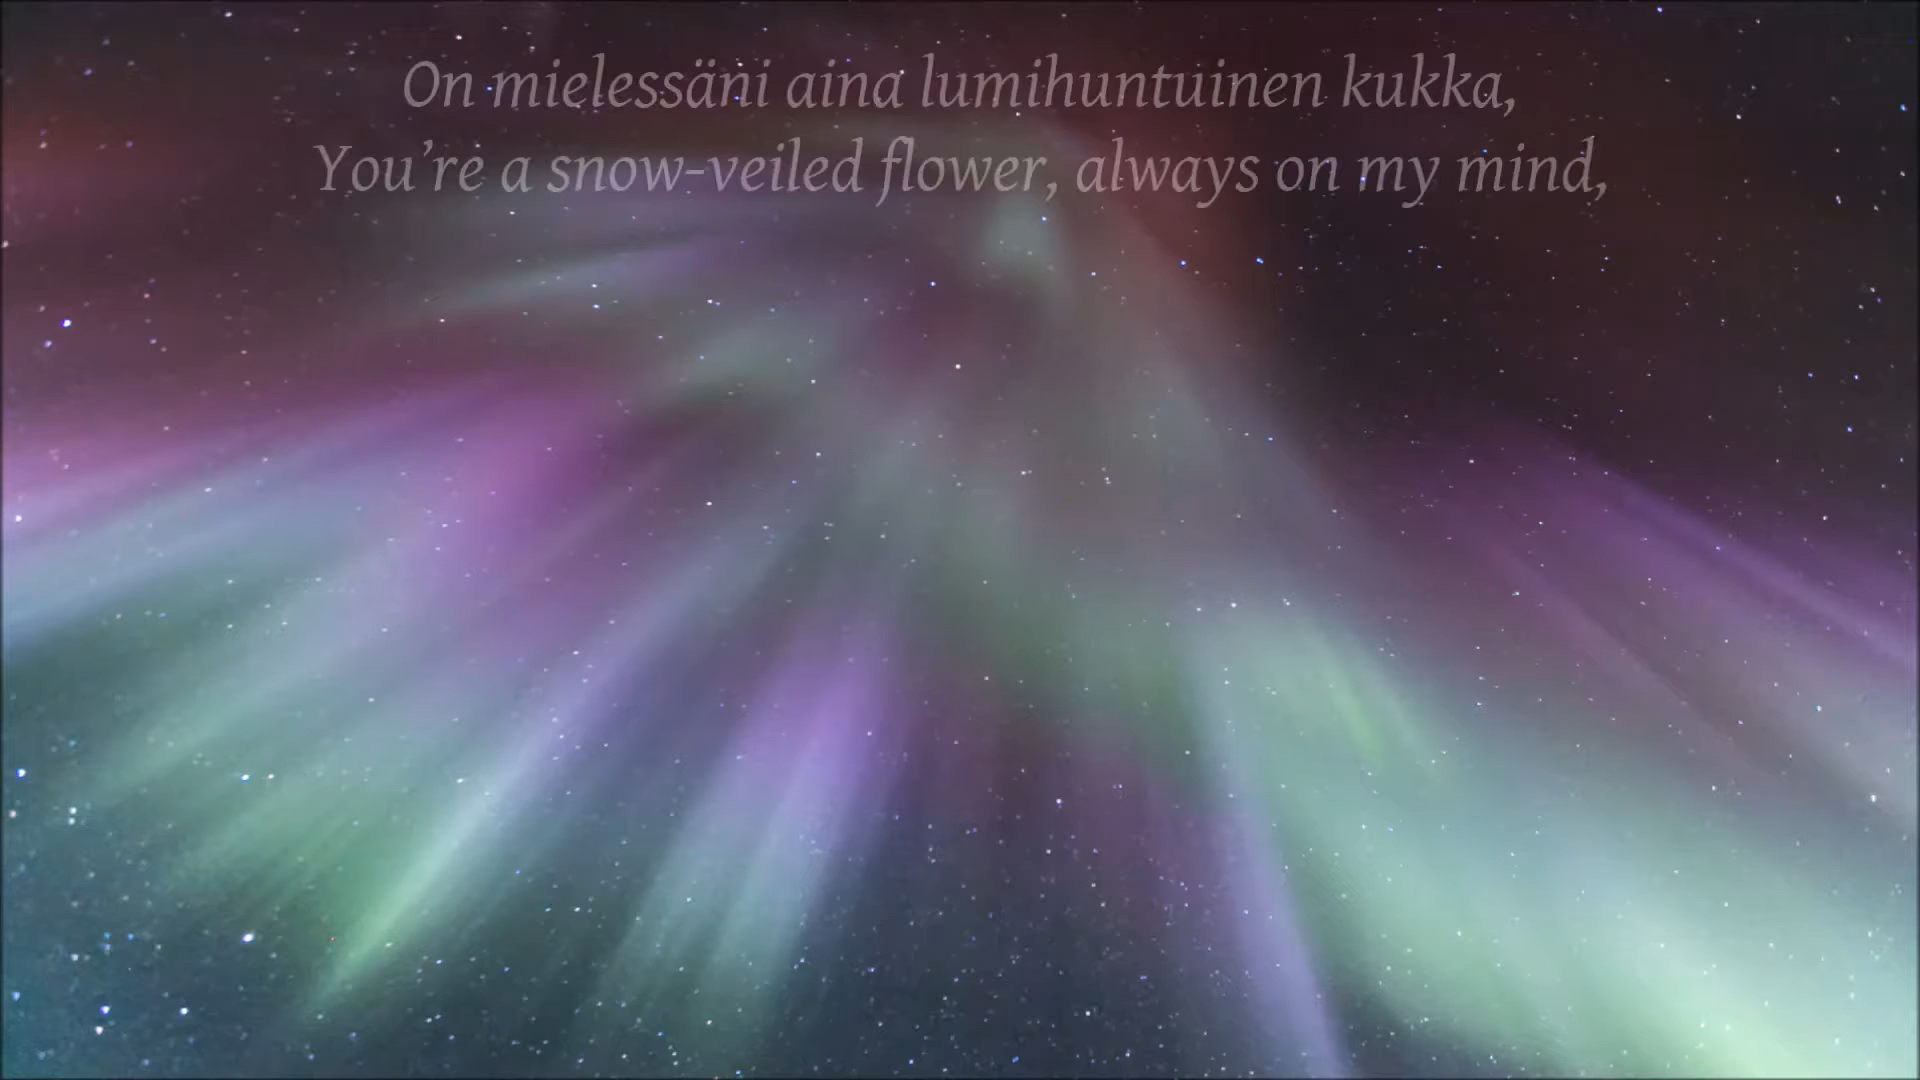 On mielessäni aina lumihuntuinen kukka,
You’re a snow-veiled flower, always on my mind,